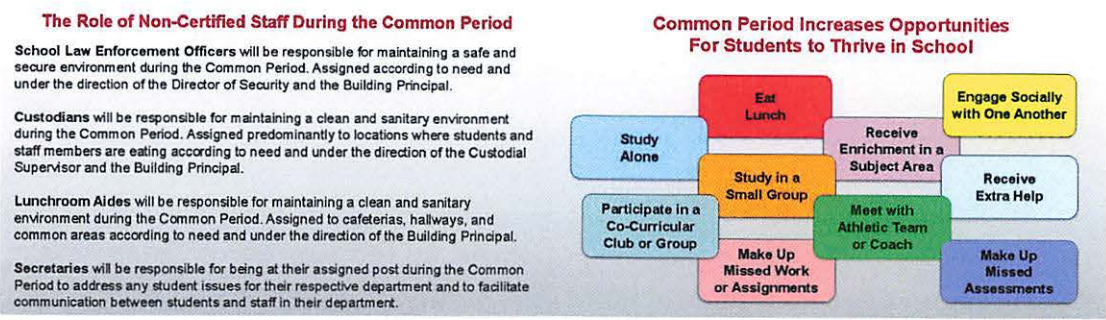 The Role of Non-Certified Staff During the Common Period
School Law Enforcement Officers will be responsible for maintaining a safe and
secure environment during the Common Period. Assigned according to need and
under the direction of the Director of Security and the Building Principal.
Custodians will be responsible for maintaining a clean and sanitary environment
during the Common Period. Assigned predominantly to locations where students and
staff members are eating according to need and under the direction of the Custodial
Supervisor and the Building Principal.
Lunchroom Aides will be responsible for maintaining a clean and sanitary
environment during the Common Period. Assigned to cafeterias, hallways, and
common areas according to need and under the direction of the Building Principal.
Secretaries will be responsible for being at their assigned post during the Common
Period to address any student issues for their respective department and to facilitate
communication between students and staff in their department.
Common Period Increases Opportunities
For Students to Thrive in School
Eat
Lunch
Engage Socially
with One Another
Study
Alone
Receive
Enrichment in a
Subject Area
Study in a
Small Group
Receive
Extra Help
Participate in a
Co-Curricular
Club or Group
Meet with
Athletic Team
or Coach
Make Up
Missed Work
or Assignments
Make Up
Missed
Assessments